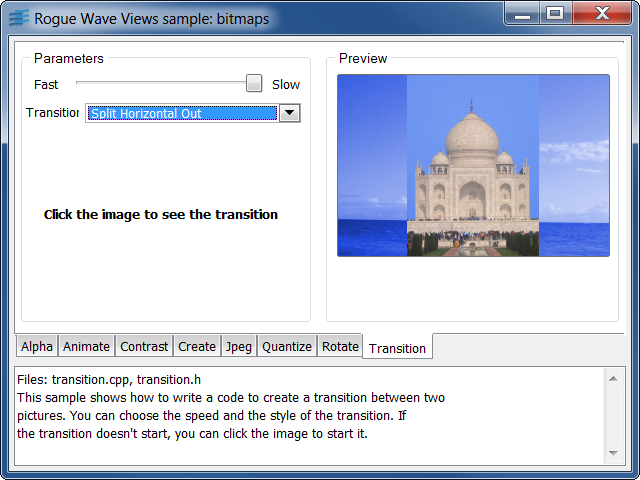 Rogue Wave Views sample: bitmaps
Parameters
Fast
Slow
Transition
Split Horizontal Out
Click the image to see the transition
Preview
Alpha
Animate
Contrast
Create
Jpeg
Quantize
Rotate
Transition
Files: transition.cpp, transition.h
This sample shows how to write a code to create a transition between two
pictures. You can choose the speed and the style of the transition. If
the transition doesn't start, you can click the image to start it.